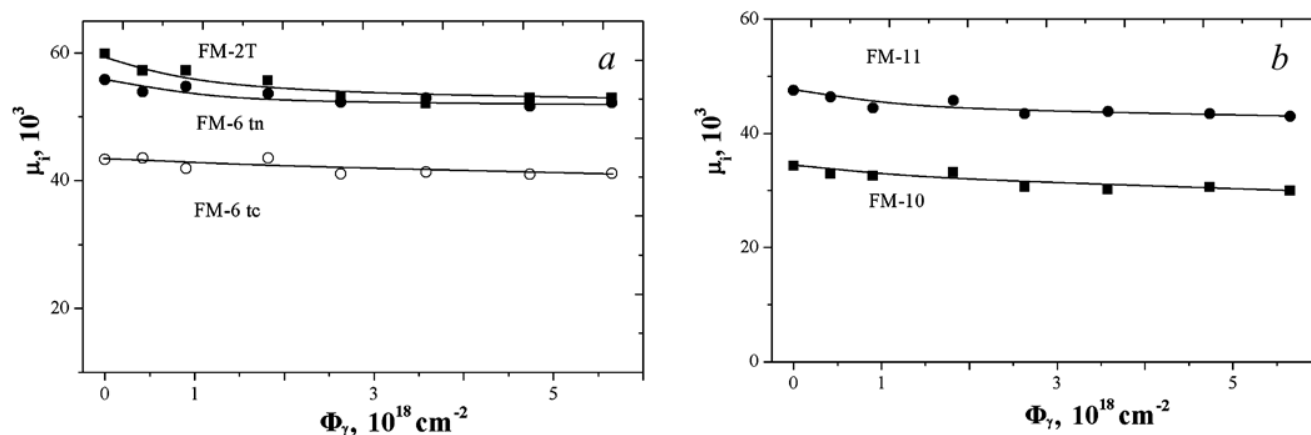 60
40
20
μᵢ, 10³
FM-2T
a
FM-6 tn
FM-6 tc
0 1 3 5
Φᵧ, 10¹⁸ cm⁻²
60
40
20
0
μᵢ, 10³
FM-11
b
FM-10
0 1 3 5
Φᵧ, 10¹⁸ cm⁻²